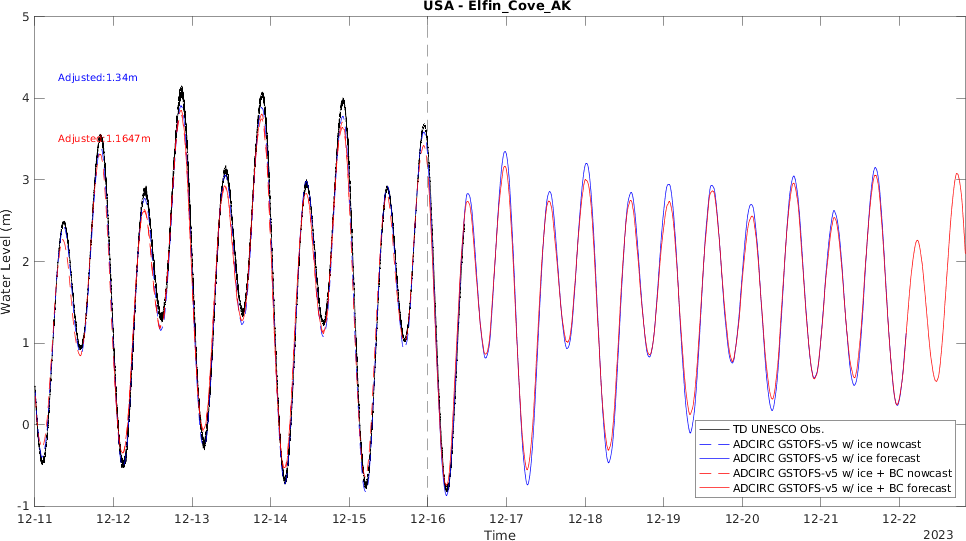 USA - Elfin_Cove_AK
Water Level (m)
5
4
3
2
1
0
-1
Adjusted:1.34m
Adjusted:1.1647m
TD UNESCO Obs.
ADCIRC GSTOFS-v5 w/ ice nowcast
ADCIRC GSTOFS-v5 w/ ice forecast
ADCIRC GSTOFS-v5 w/ ice + BC nowcast
ADCIRC GSTOFS-v5 w/ ice + BC forecast
12-11 12-12 12-13 12-14 12-15 12-16 12-17 12-18 12-19 12-20 12-21 12-22
Time
2023